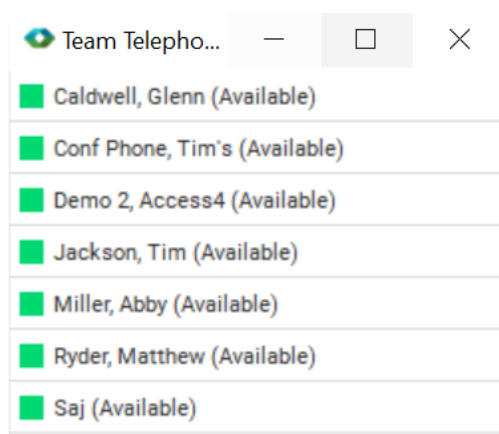 Team Telepho...
Caldwell, Glenn (Available)
Conf Phone, Tim's (Available)
Demo 2, Access4 (Available)
Jackson, Tim (Available)
Miller, Abby (Available)
Ryder, Matthew (Available)
Saj (Available)